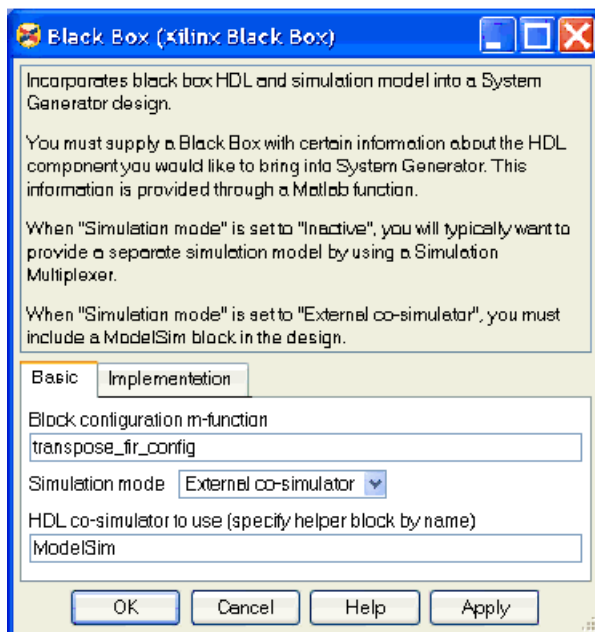 Black Box (Xilinx Black Box)
Incorporates black box HDL and simulation model into a System
Generator design.
You must supply a Black Box with certain information about the HDL
component you would like to bring into System Generator. This
information is provided through a Matlab function.
When "Simulation mode" is set to "Inactive", you will typically want to
provide a separate simulation model by using a Simulation
Multiplexer.
When "Simulation mode" is set to "External co-simulator", you must
include a ModelSim block in the design.
Basic Implementation
Block configuration m-function
transpose_fir_config
Simulation mode External co-simulator
HDL co-simulator to use (specify helper block by name)
ModelSim
OK Cancel Help Apply